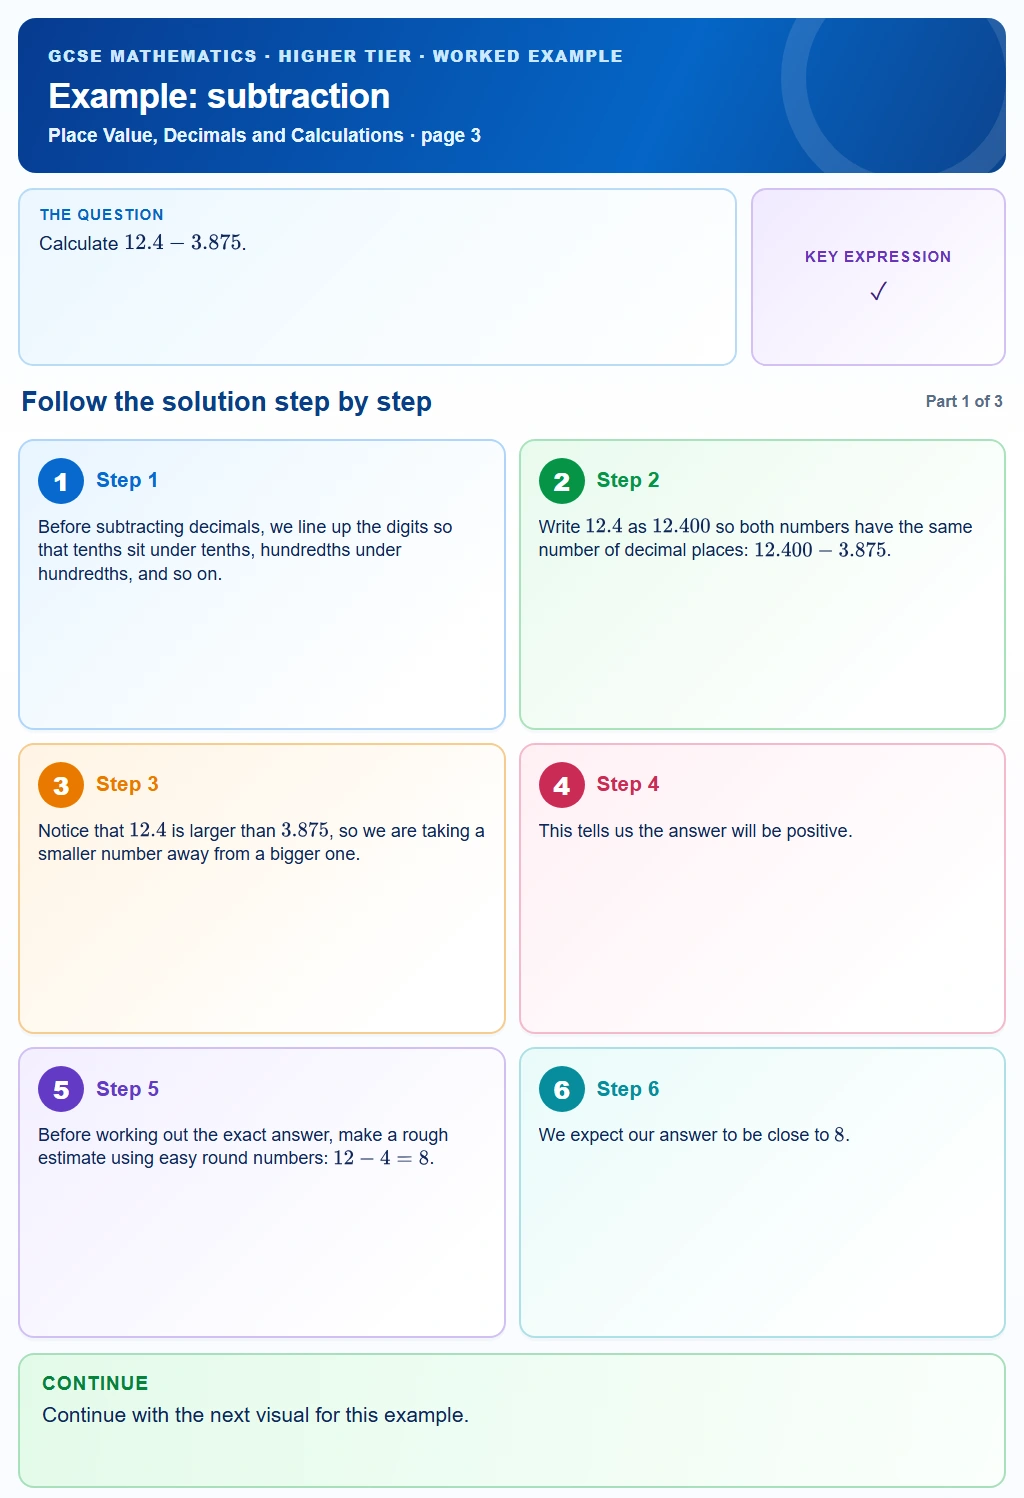 GCSE MATHEMATICS · HIGHER TIER · WORKED EXAMPLE
Example: subtraction
Place Value, Decimals and Calculations · page 3
THE QUESTION
Calculate 12.4 − 3.875.
KEY EXPRESSION
✓
Follow the solution step by step
Part 1 of 3
1 Step 1
Before subtracting decimals, we line up the digits so
that tenths sit under tenths, hundredths under
hundredths, and so on.
2 Step 2
Write 12.4 as 12.400 so both numbers have the same
number of decimal places: 12.400 − 3.875.
3 Step 3
Notice that 12.4 is larger than 3.875, so we are taking a
smaller number away from a bigger one.
4 Step 4
This tells us the answer will be positive.
5 Step 5
Before working out the exact answer, make a rough
estimate using easy round numbers: 12 − 4 = 8.
6 Step 6
We expect our answer to be close to 8.
CONTINUE
Continue with the next visual for this example.